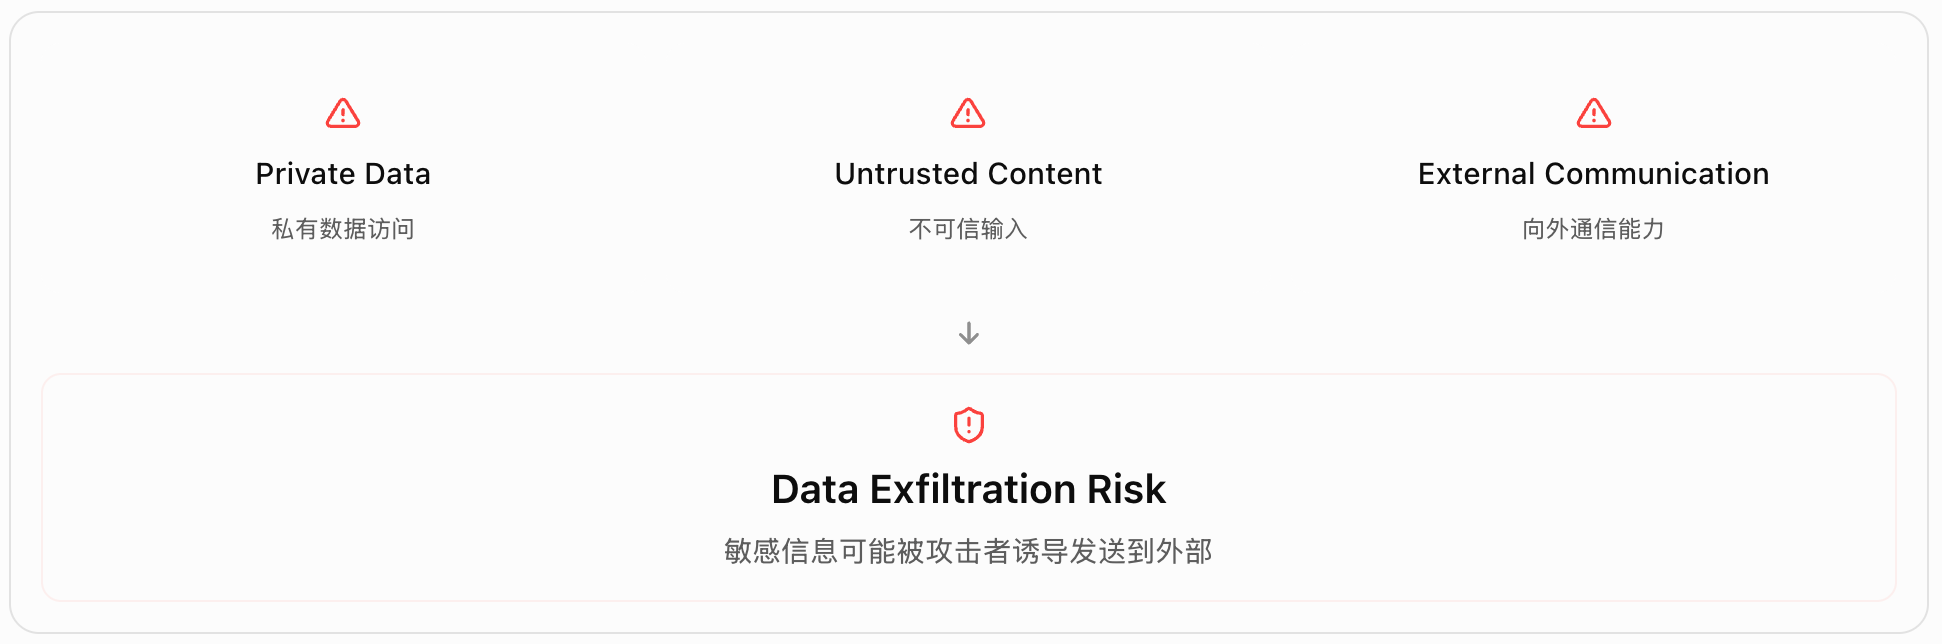 Private Data
私有数据访问
Untrusted Content
不可信输入
External Communication
向外通信能力
Data Exfiltration Risk
敏感信息可能被攻击者诱导发送到外部